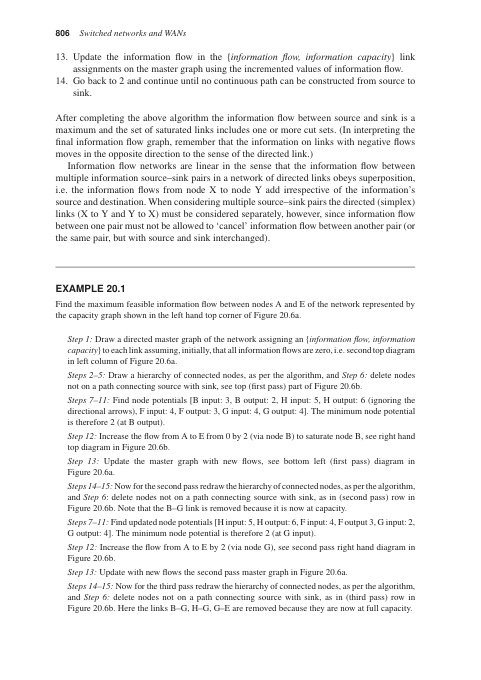 806 Switched networks and WANs
13. Update the information flow in the {information flow, information capacity} link
assignments on the master graph using the incremented values of information flow.
14. Go back to 2 and continue until no continuous path can be constructed from source to
sink.
After completing the above algorithm the information flow between source and sink is a
maximum and the set of saturated links includes one or more cut sets. (In interpreting the
final information flow graph, remember that the information on links with negative flows
moves in the opposite direction to the sense of the directed link.)
Information flow networks are linear in the sense that the information flow between
multiple information source–sink pairs in a network of directed links obeys superposition,
i.e. the information flows from node X to node Y add irrespective of the information's
source and destination. When considering multiple source–sink pairs the directed (simplex)
links (X to Y and Y to X) must be considered separately, however, since information flow
between one pair must not be allowed to 'cancel' information flow between another pair (or
the same pair, but with source and sink interchanged).
EXAMPLE 20.1
Find the maximum feasible information flow between nodes A and E of the network represented by
the capacity graph shown in the left hand top corner of Figure 20.6a.
Step 1: Draw a directed master graph of the network assigning an {information flow, information
capacity} to each link assuming, initially, that all information flows are zero, i.e. second top diagram
in left column of Figure 20.6a.
Steps 2–5: Draw a hierarchy of connected nodes, as per the algorithm, and Step 6: delete nodes
not on a path connecting source with sink, see top (first pass) part of Figure 20.6b.
Steps 7–11: Find node potentials [B input: 3, B output: 2, H input: 5, H output: 6 (ignoring the
directional arrows), F input: 4, F output: 3, G input: 4, G output: 4]. The minimum node potential
is therefore 2 (at B output).
Step 12: Increase the flow from A to E from 0 by 2 (via node B) to saturate node B, see right hand
top diagram in Figure 20.6b.
Step 13: Update the master graph with new flows, see bottom left (first pass) diagram in
Figure 20.6a.
Steps 14–15: Now for the second pass redraw the hierarchy of connected nodes, as per the algorithm,
and Step 6: delete nodes not on a path connecting source with sink, as in (second pass) row in
Figure 20.6b. Note that the B–G link is removed because it is now at capacity.
Steps 7–11: Find updated node potentials [H input: 5, H output: 6, F input: 4, F output 3, G input: 2,
G output: 4]. The minimum node potential is therefore 2 (at G input).
Step 12: Increase the flow from A to E by 2 (via node G), see second pass right hand diagram in
Figure 20.6b.
Step 13: Update with new flows the second pass master graph in Figure 20.6a.
Steps 14–15: Now for the third pass redraw the hierarchy of connected nodes, as per the algorithm,
and Step 6: delete nodes not on a path connecting source with sink, as in (third pass) row in
Figure 20.6b. Here the links B–G, H–G, G–E are removed because they are now at full capacity.